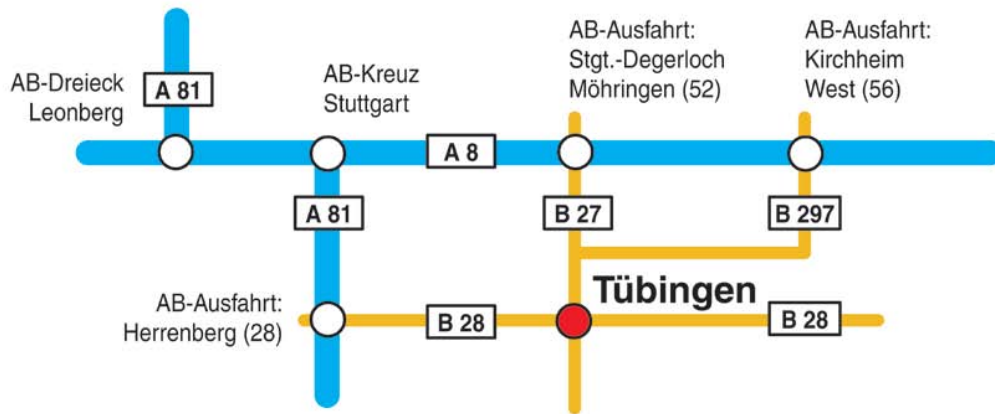 AB-Dreieck
Leonberg
A 81
AB-Kreuz
Stuttgart
AB-Ausfahrt:
Stgt.-Degerloch
Möhringen (52)
AB-Ausfahrt:
Kirchheim
West (56)
A 8
A 81
B 27
B 297
AB-Ausfahrt:
Herrenberg (28)
B 28
Tübingen
B 28